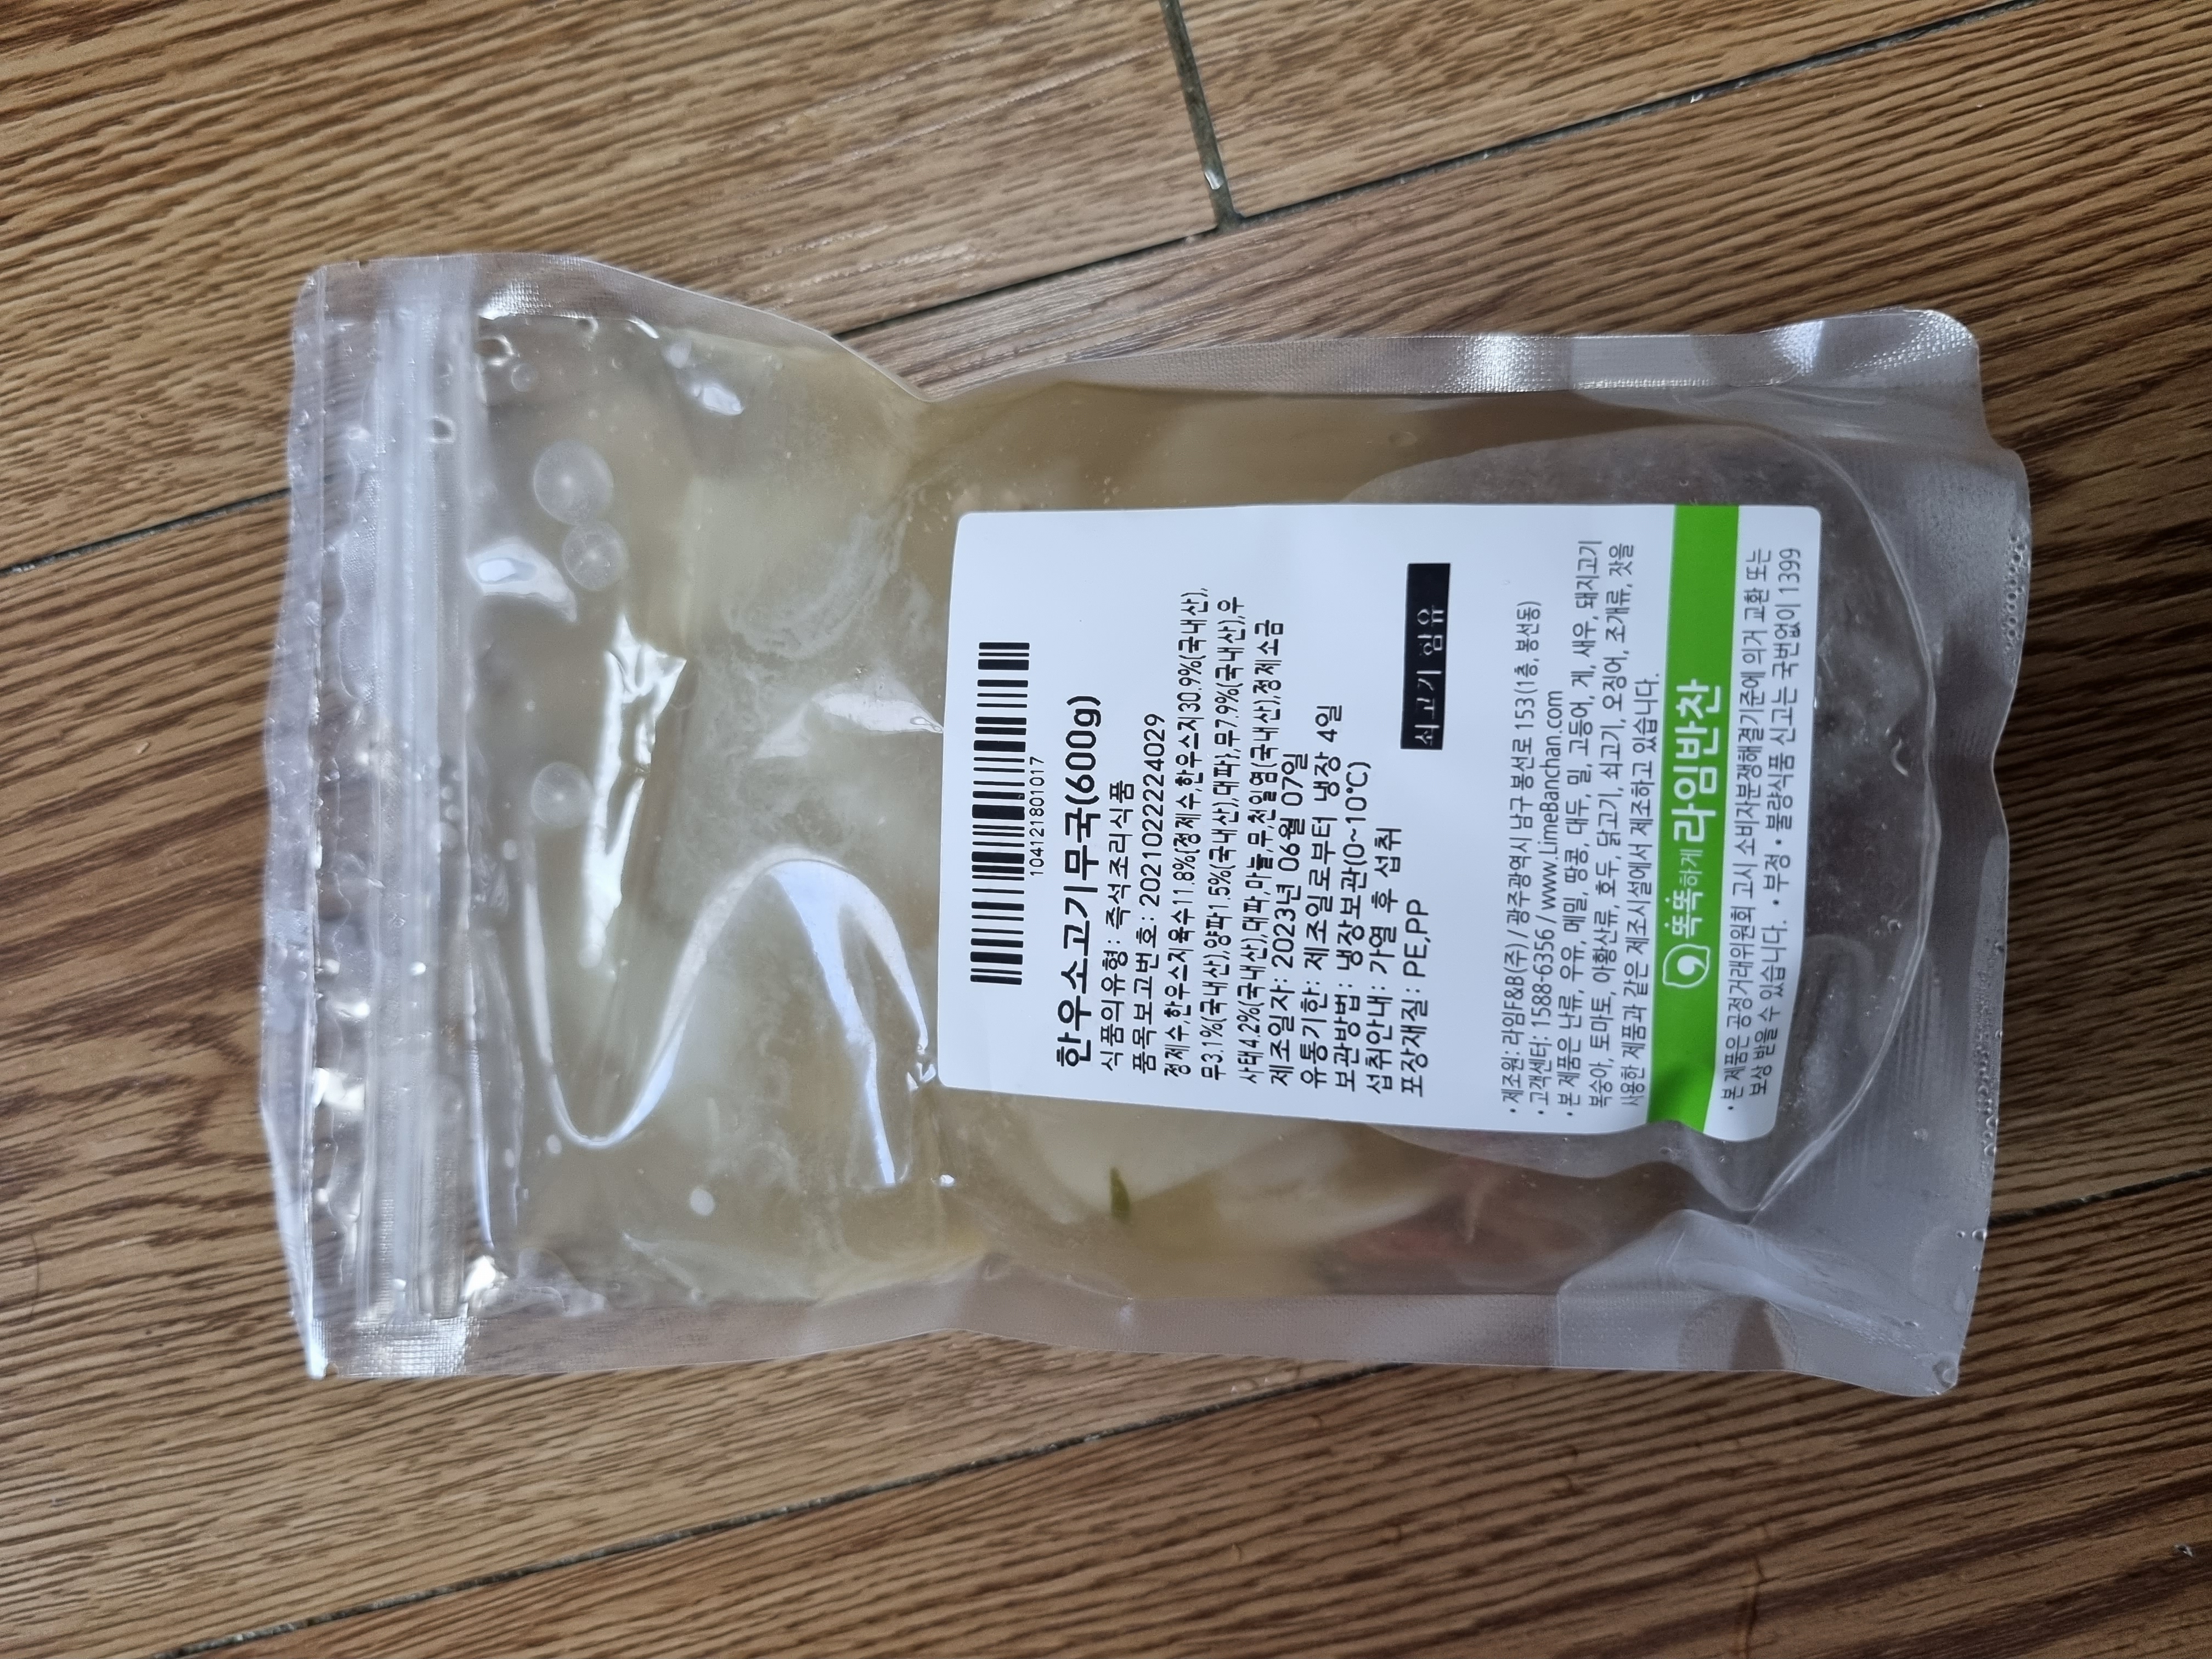 104121801017
한우소고기무국(600g)
식품의유형: 즉석조리식품
품목보고번호: 20210222224029
정제수,한우스지육수11.8%{정제수,한우스지30.9%(국내산),
무3.1%(국내산),양파1.5%(국내산),대파},무7.9%(국내산),우
사태4.2%(국내산),대파,마늘,무,천일염(국내산),정제소금
제조일자: 2023년 06월 07일
유통기한: 제조일로부터 냉장 4일
보관방법: 냉장보관(0~10℃)
섭취안내: 가열 후 섭취
포장재질: PE,PP
쇠고기 함유
• 제조원: 라임F&B(주) / 광주광역시 남구 봉선로 153(1층, 봉선동)
• 고객센터: 1588-6356 / www.LimeBanchan.com
• 본 제품은 난류, 우유, 메밀, 땅콩, 대두, 밀, 고등어, 게, 새우, 돼지고기
복숭아, 토마토, 아황산류, 호두, 닭고기, 쇠고기, 오징어, 조개류, 잣을
사용한 제품과 같은 제조시설에서 제조하고 있습니다.
똑똑하게 라임반찬
• 본 제품은 공정거래위원회 고시 소비자분쟁해결기준에 의거 교환 또는
보상 받을 수 있습니다. • 부정 • 불량식품 신고는 국번없이 1399